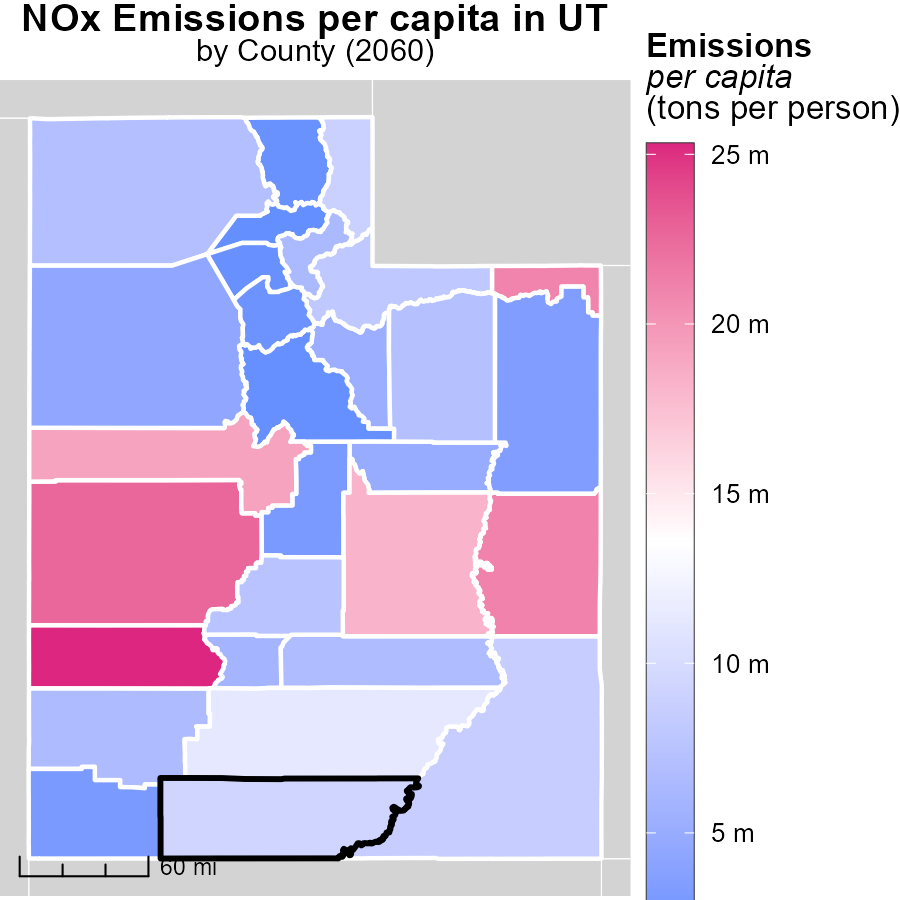 NOx Emissions per capita in UT
by County (2060)
Emissions
per capita
(tons per person)
25 m
20 m
15 m
10 m
5 m
60 mi